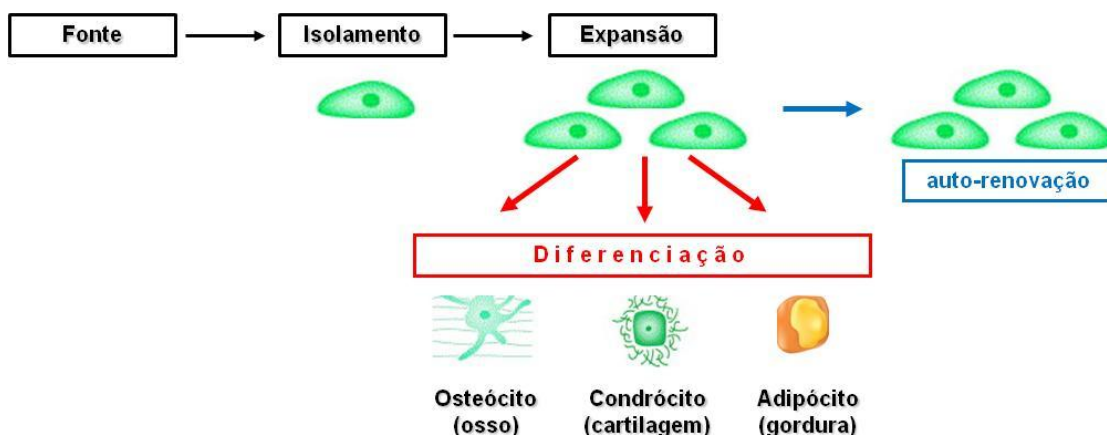 Fonte
Isolamento
Expansão
auto-renovação
Diferenciação
Osteócito
(osso)
Condrócito
(cartilagem)
Adipócito
(gordura)